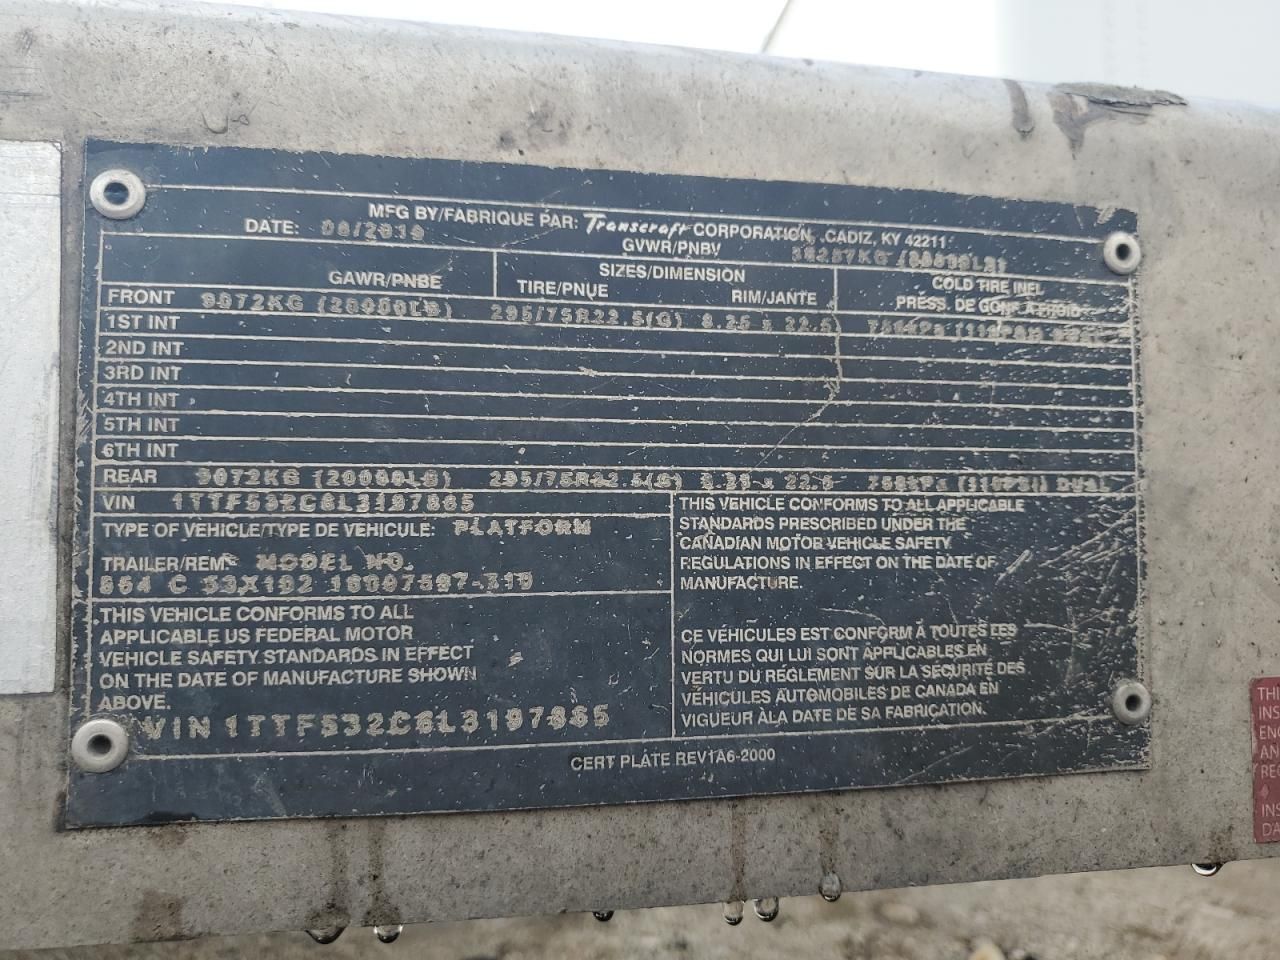 MFG BY/FABRIQUE PAR: Transcraft CORPORATION, CADIZ, KY 42211
DATE: 2019 GVWR/PNBV
GAWR/PNBE SIZES/DIMENSION COLD TIRE INFL
TIRE/PNUE RIM/JANTE PRESS. DE GONF. A FROID
FRONT 9072KG (20000LB) 295/75R22.5(G) 8.25 x 22.5
1ST INT
2ND INT
3RD INT
4TH INT
5TH INT
6TH INT
REAR 9072KG (20000LB) 295/75R22.5(G) 8.25 x 22.5 DUAL
VIN
TYPE OF VEHICLE/TYPE DE VEHICULE: PLATFORM
TRAILER/REM MODEL NO.
THIS VEHICLE CONFORMS TO ALL
APPLICABLE US FEDERAL MOTOR
VEHICLE SAFETY STANDARDS IN EFFECT
ON THE DATE OF MANUFACTURE SHOWN
ABOVE.
VIN
THIS VEHICLE CONFORMS TO ALL APPLICABLE
STANDARDS PRESCRIBED UNDER THE
CANADIAN MOTOR VEHICLE SAFETY
REGULATIONS IN EFFECT ON THE DATE OF
MANUFACTURE.
CE VÉHICULES EST CONFORM À TOUTES LES
NORMES QUI LUI SONT APPLICABLES EN
VERTU DU RÉGLEMENT SUR LA SÉCURITÉ DES
VÉHICULES AUTOMOBILES DE CANADA EN
VIGUEUR ÀLA DATE DE SA FABRICATION.
CERT PLATE REV1A6-2000